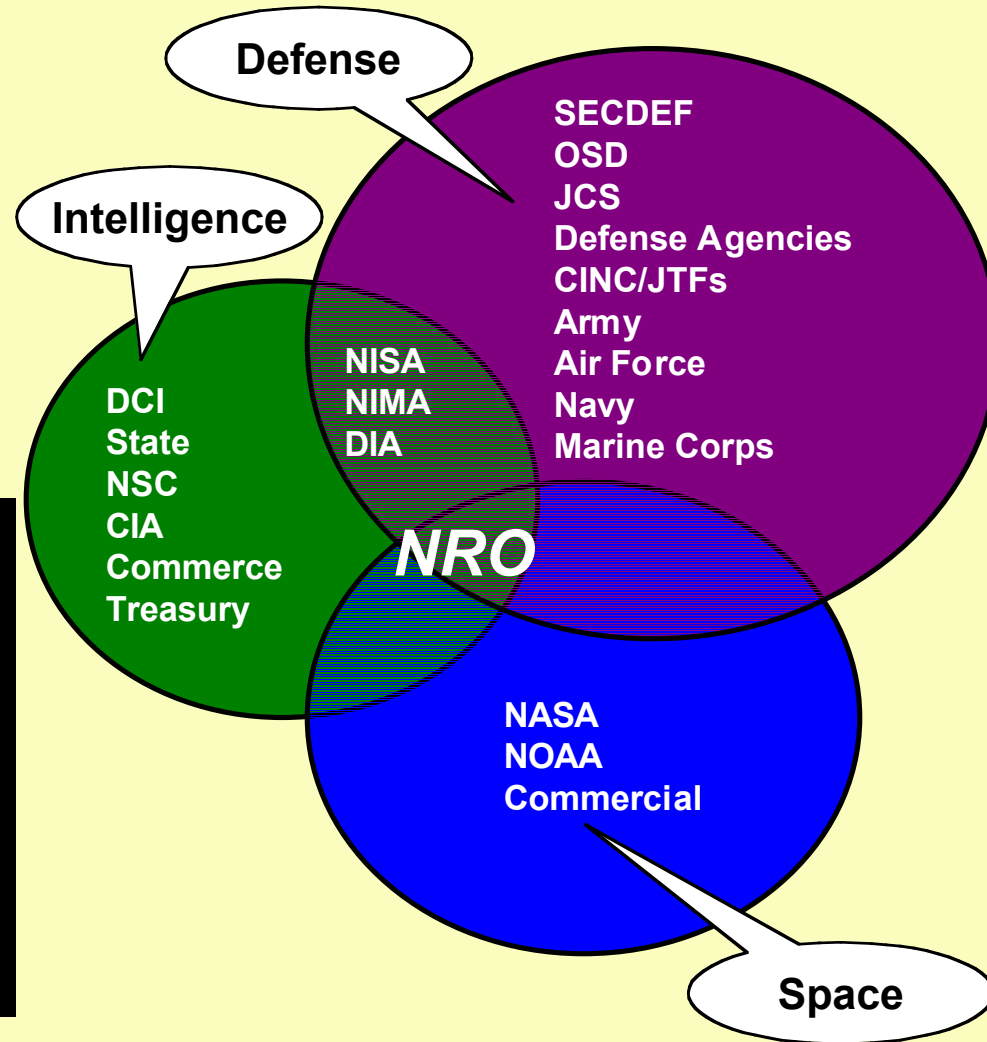 Defense
SECDEF
OSD
JCS
Defense Agencies
CINC/JTFs
Army
Air Force
Navy
Marine Corps
Intelligence
DCI
State
NSC
CIA
Commerce
Treasury
NISA
NIMA
DIA
NRO
NASA
NOAA
Commercial
Space